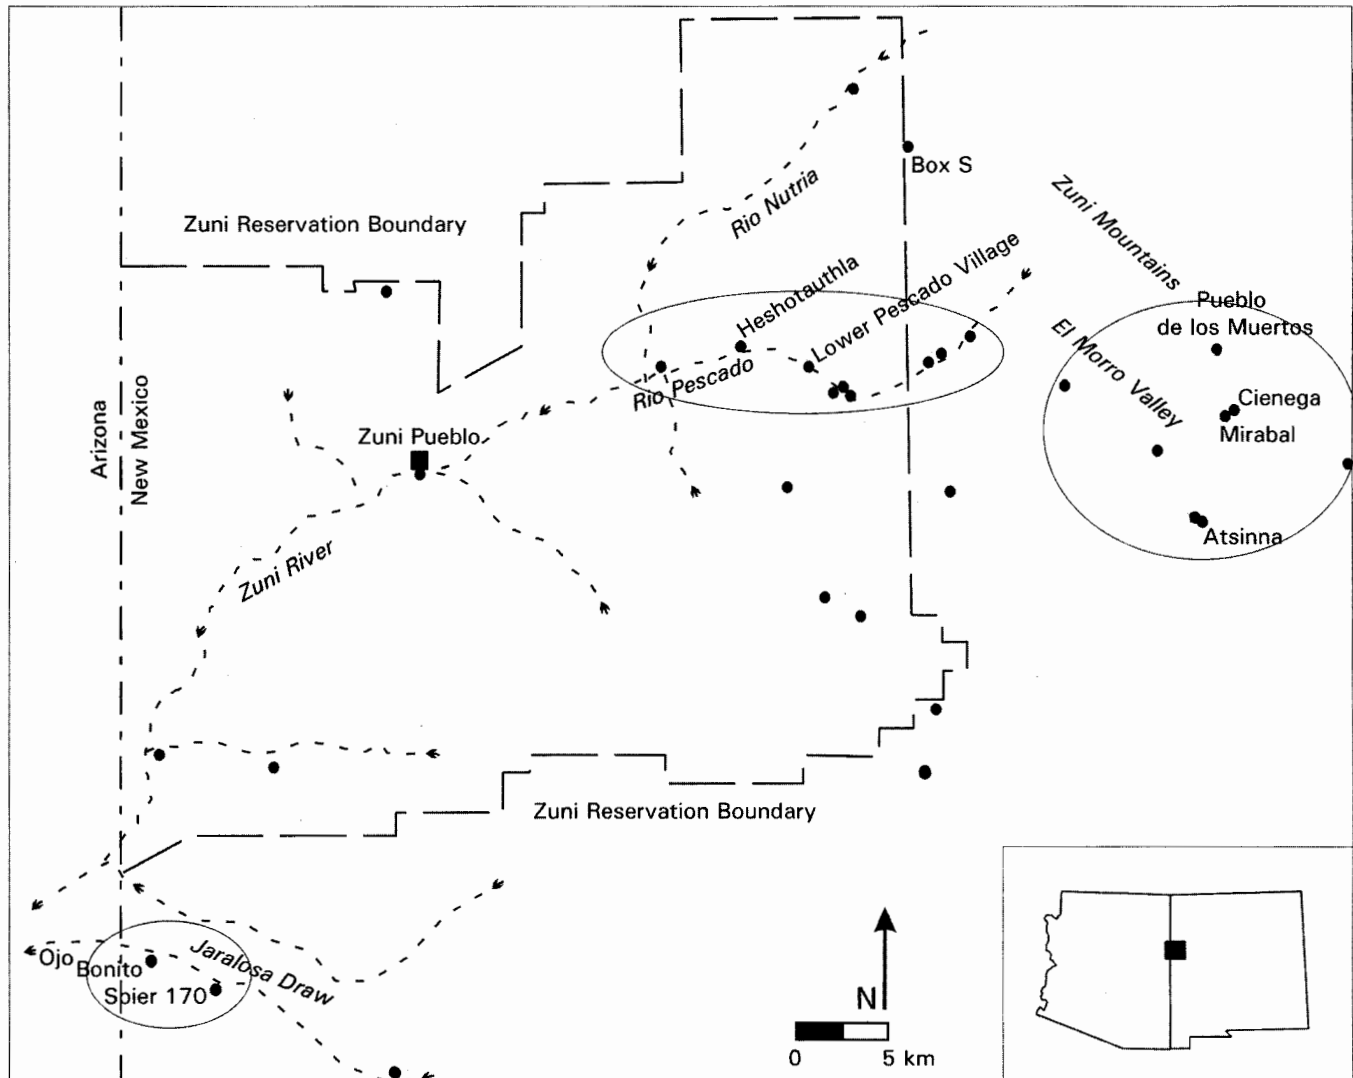 Box S
Zuni Mountains
Rio Nutria
Zuni Reservation Boundary
Heshotauthla
Lower Pescado Village
Pueblo
de los Muertos
El Morro Valley
Rio Pescado
Cienega
Mirabal
Arizona
New Mexico
Zuni Pueblo
Atsinna
Zuni River
Zuni Reservation Boundary
Jaralosa Draw
Ojo Bonito
Spier 170
N
0 5 km